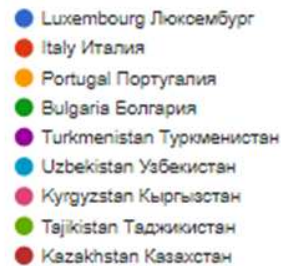 Luxembourg Люксембург
Italy Италия
Portugal Португалия
Bulgaria Болгария
Turkmenistan Туркменистан
Uzbekistan Узбекистан
Kyrgyzstan Кыргызстан
Tajikistan Таджикистан
Kazakhstan Казахстан